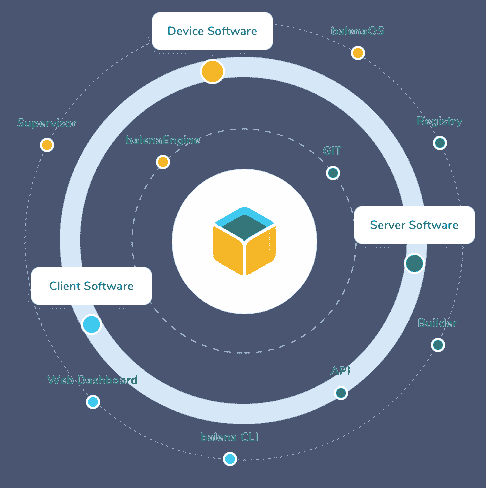 Device Software
balenaOS
Supervisor
Registry
balenaEngine
GIT
Server Software
Client Software
Builder
API
Web Dashboard
balena CLI